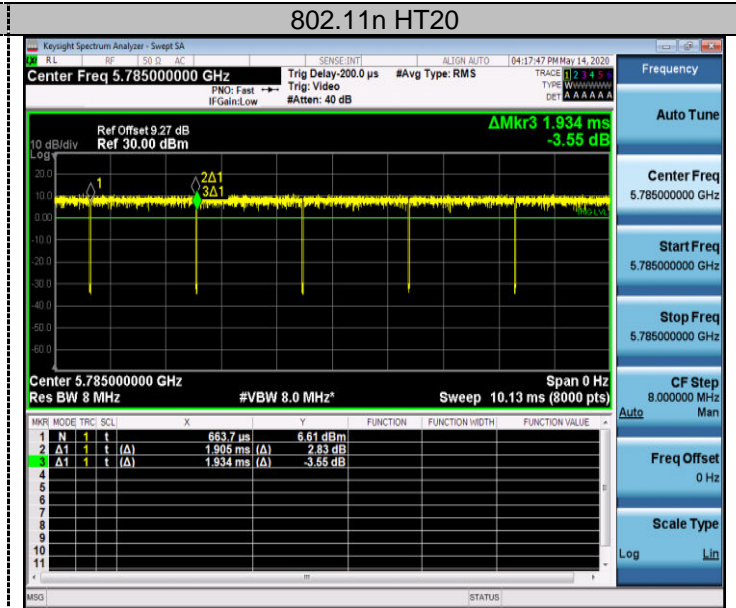 802.11n HT20
Keysight Spectrum Analyzer - Swept SA
RL RF 50 Ω AC SENSE:INT ALIGN AUTO 04:17:47 PM May 14, 2020
Center Freq 5.785000000 GHz
PNO: Fast
IFGain:Low
Trig Delay-200.0 µs
Trig: Video
#Atten: 40 dB
#Avg Type: RMS
TRACE 1 2 3 4 5 6
TYPE WWWWWW
DET A A A A A A
Frequency
Auto Tune
Center Freq
5.785000000 GHz
Start Freq
5.785000000 GHz
Stop Freq
5.785000000 GHz
CF Step
8.000000 MHz
Auto Man
Freq Offset
0 Hz
Scale Type
Log Lin
ΔMkr3 1.934 ms
-3.55 dB
Ref Offset 9.27 dB
10 dB/div Ref 30.00 dBm
Log
20.0
10.0
0.00
-10.0
-20.0
-30.0
-40.0
-50.0
-60.0
1
2Δ1
3Δ1
Center 5.785000000 GHz Span 0 Hz
Res BW 8 MHz #VBW 8.0 MHz* Sweep 10.13 ms (8000 pts)
MKR MODE TRC SCL X Y FUNCTION FUNCTION WIDTH FUNCTION VALUE
1 N 1 t 663.7 µs 6.61 dBm
2 Δ1 1 t (Δ) 1.905 ms (Δ) 2.83 dB
3 Δ1 1 t (Δ) 1.934 ms (Δ) -3.55 dB
4
5
6
7
8
9
10
11
MSG STATUS